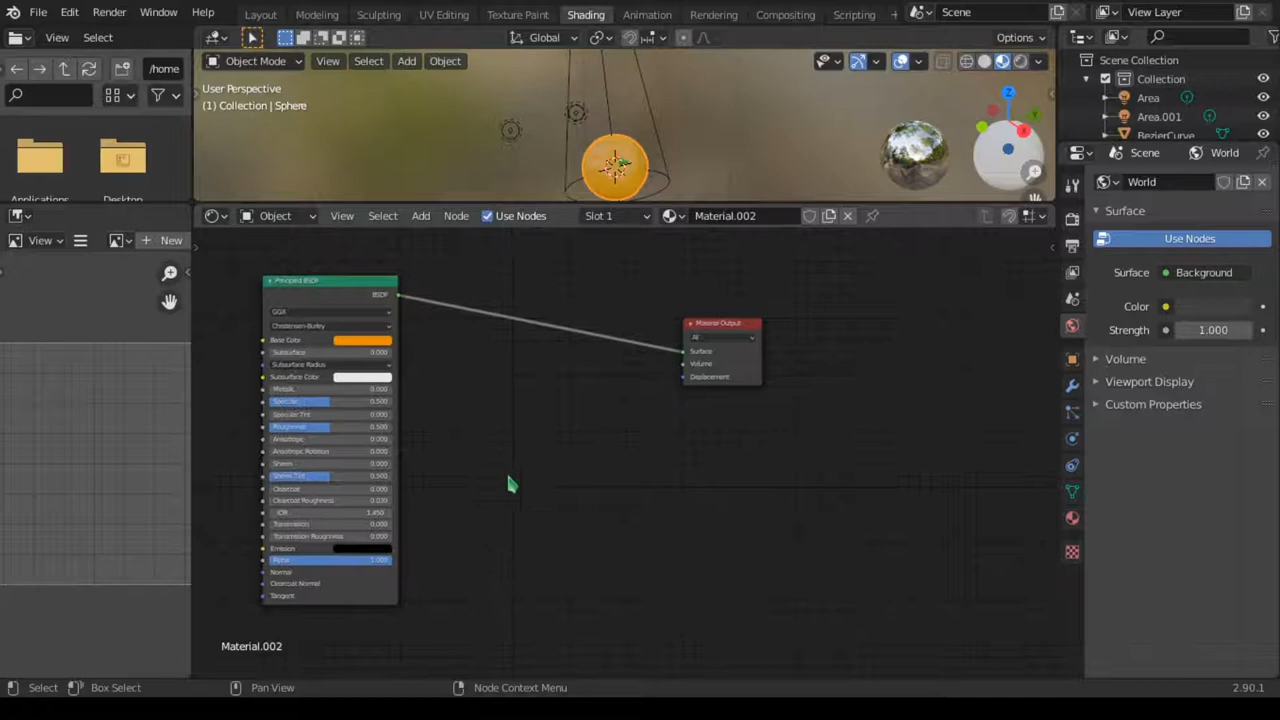 File Edit Render Window Help Layout Modeling Sculpting UV Editing Texture Paint Shading Animation Rendering Compositing Scripting + Scene View Layer
View Select Global Options
/home Object Mode View Select Add Object
Scene Collection
User Perspective
Collection
(1) Collection | Sphere
Area
Area.001
BezierCurve
Z
Y
X
Scene World
World
Applications Desktop
Surface
Object View Select Add Node Use Nodes Slot 1 Material.002
View + New
Use Nodes
Surface: Background
Color:
Strength: 1.000
Volume
Viewport Display
Custom Properties
Principled BSDF
BSDF
GGX
Christensen-Burley
Base Color
Subsurface 0.000
Subsurface Radius
Subsurface Color
Metallic 0.000
Specular 0.500
Specular Tint 0.000
Roughness 0.500
Anisotropic 0.000
Anisotropic Rotation 0.000
Sheen 0.000
Sheen Tint 0.500
Clearcoat 0.000
Clearcoat Roughness 0.030
IOR 1.450
Transmission 0.000
Transmission Roughness 0.000
Emission
Alpha 1.000
Normal
Clearcoat Normal
Tangent
Material Output
All
Surface
Volume
Displacement
Material.002
Select Box Select Pan View Node Context Menu 2.90.1